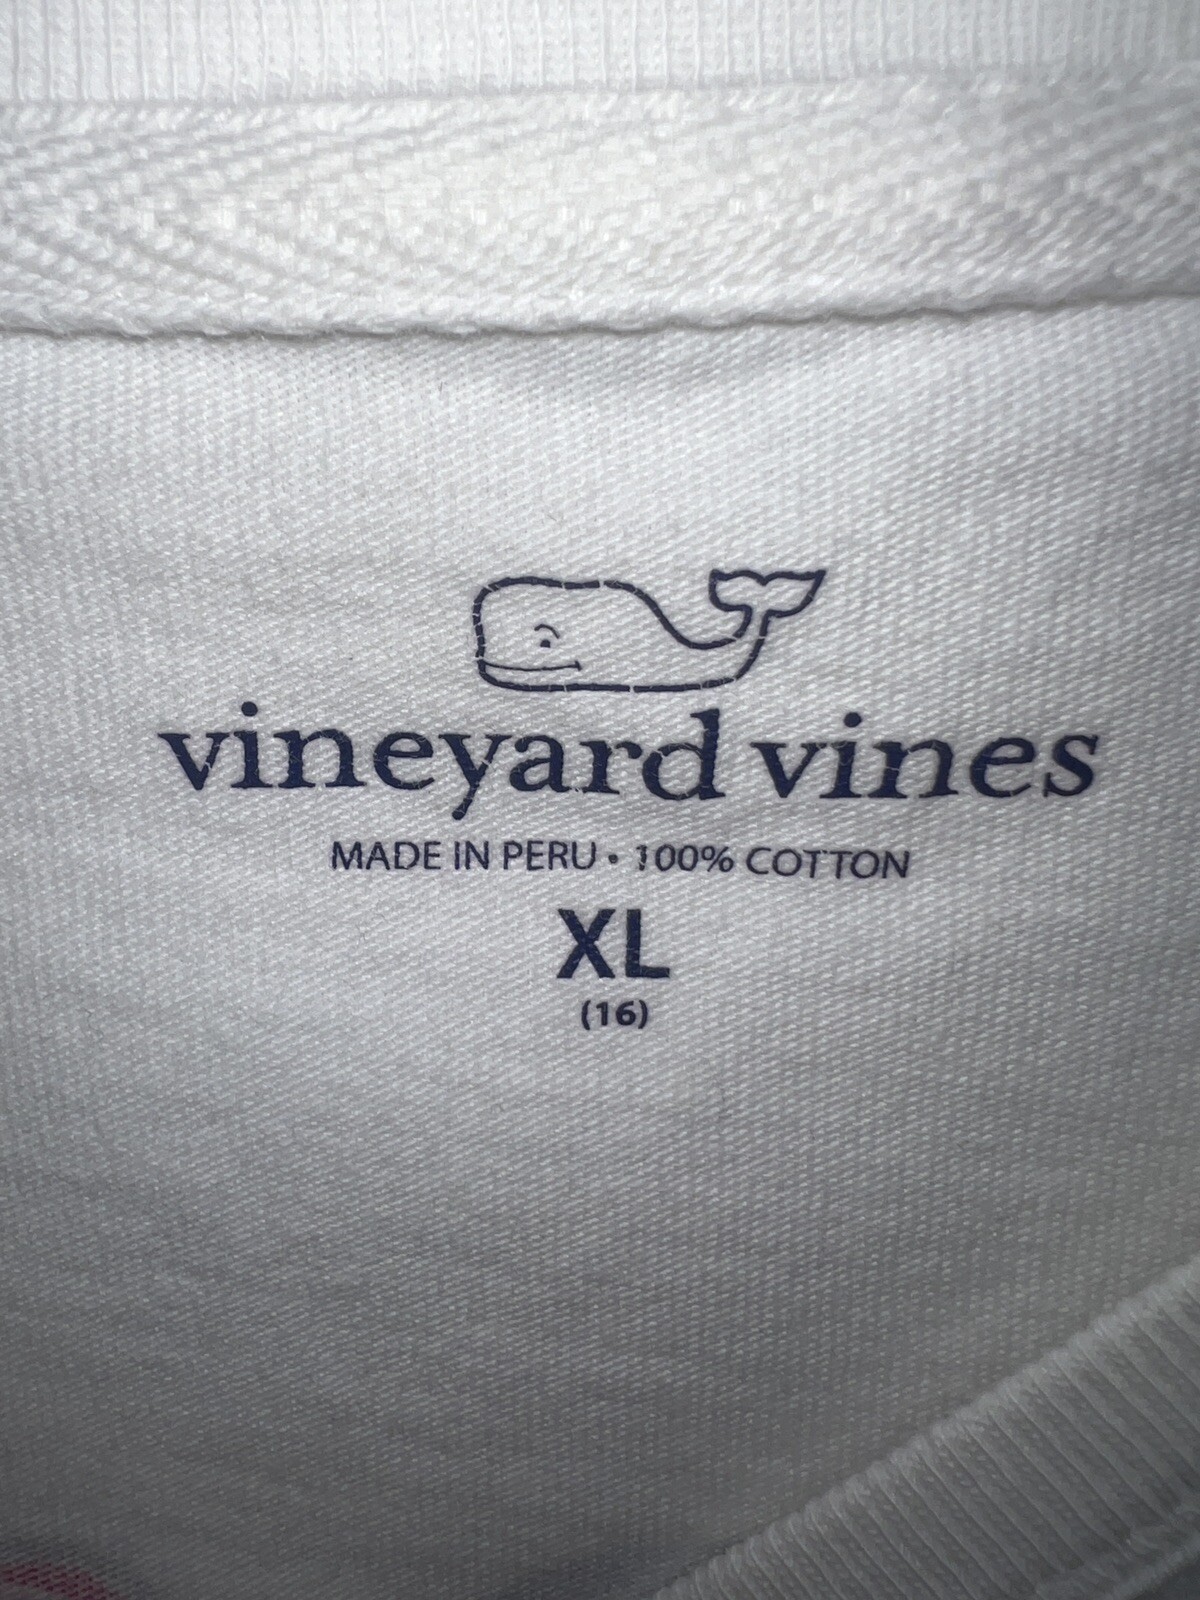 vineyard vines
MADE IN PERU • 100% COTTON
XL
(16)